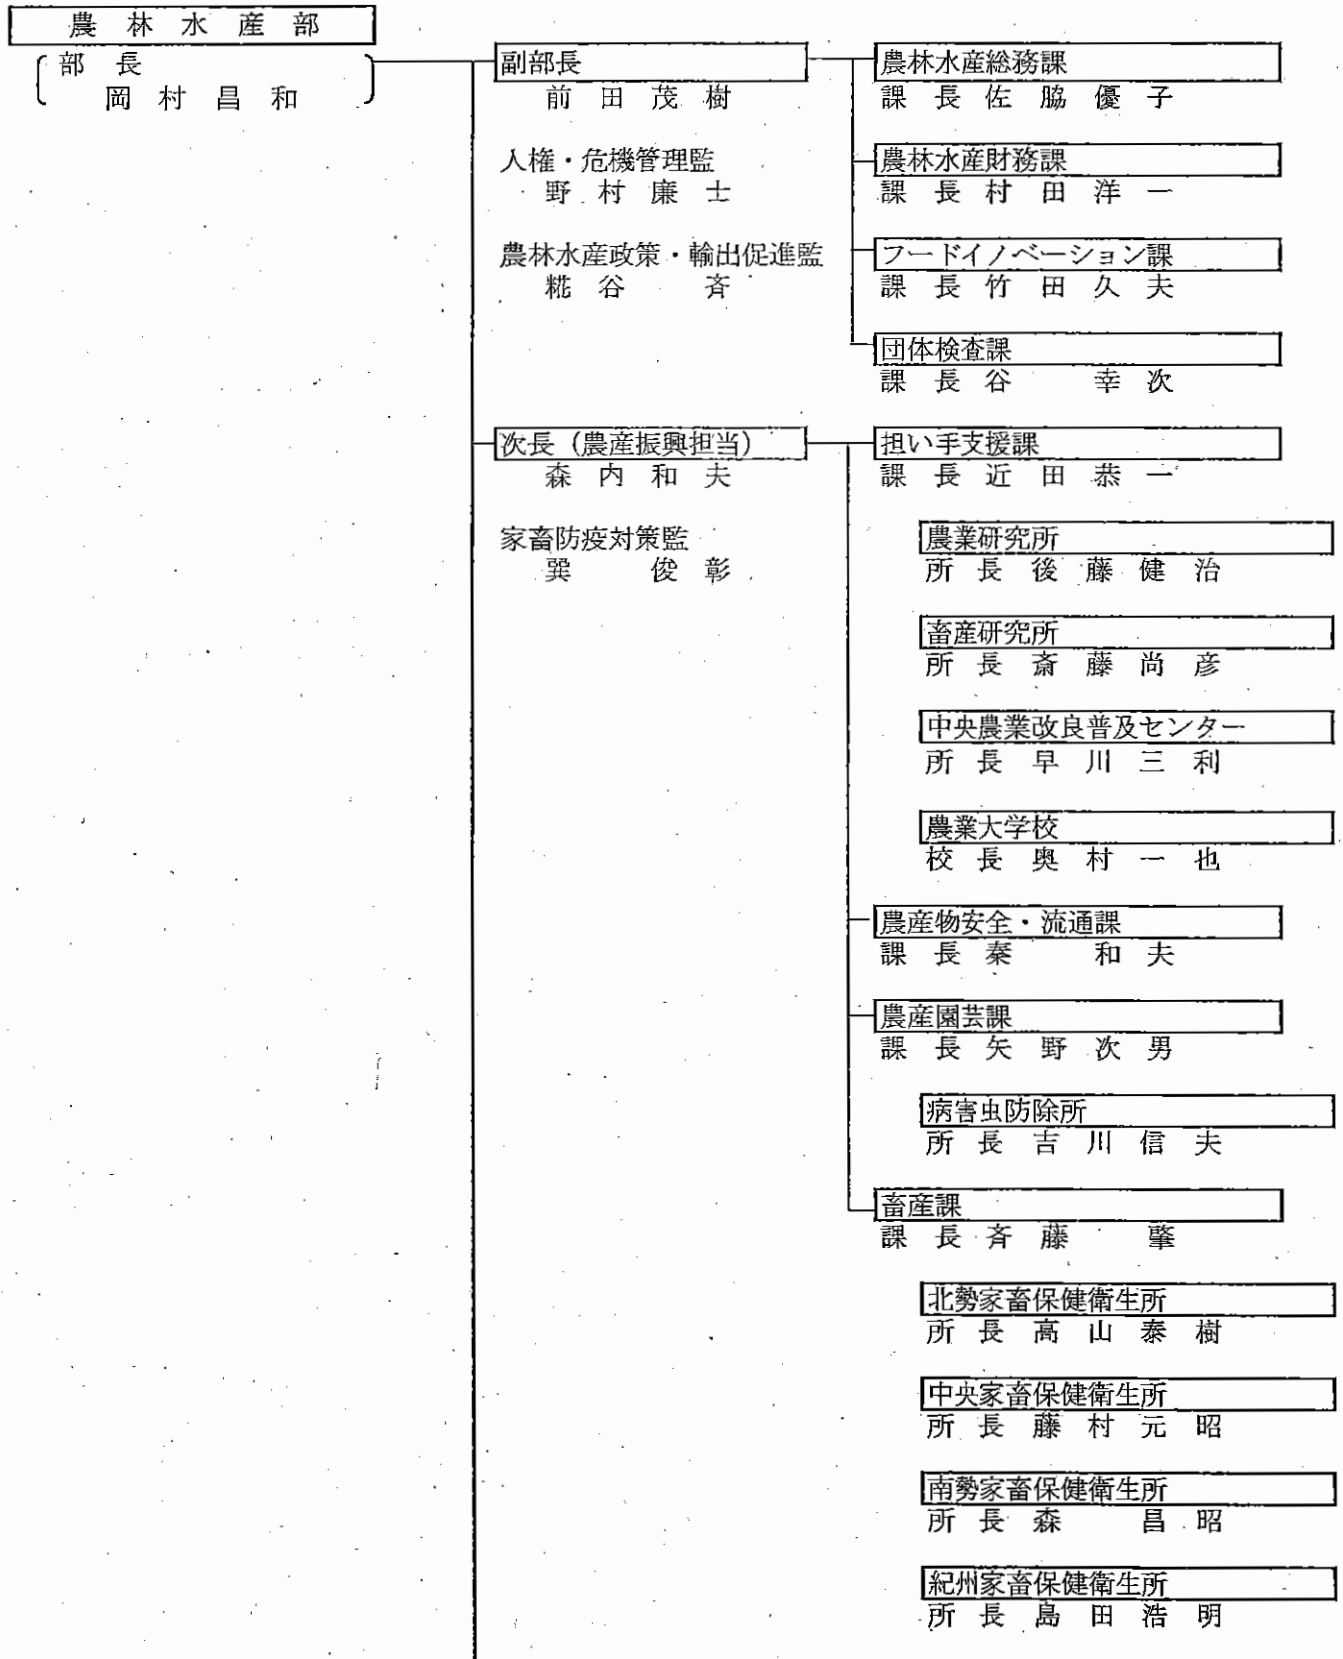 農林水産部
部長
岡村昌和
副部長
前田茂樹
人権・危機管理監
野村廉士
農林水産政策・輸出促進監
糀谷 斉
農林水産総務課
課長 佐脇優子
農林水産財務課
課長 村田洋一
フードイノベーション課
課長 竹田久夫
団体検査課
課長 谷 幸次
次長（農産振興担当）
森内和夫
家畜防疫対策監
巽 俊彰
担い手支援課
課長 近田恭一
農業研究所
所長 後藤健治
畜産研究所
所長 斎藤尚彦
中央農業改良普及センター
所長 早川三利
農業大学校
校長 奥村一也
農産物安全・流通課
課長 秦 和夫
農産園芸課
課長 矢野次男
病害虫防除所
所長 吉川信夫
畜産課
課長 斉藤 肇
北勢家畜保健衛生所
所長 高山泰樹
中央家畜保健衛生所
所長 藤村元昭
南勢家畜保健衛生所
所長 森 昌昭
紀州家畜保健衛生所
所長 島田浩明